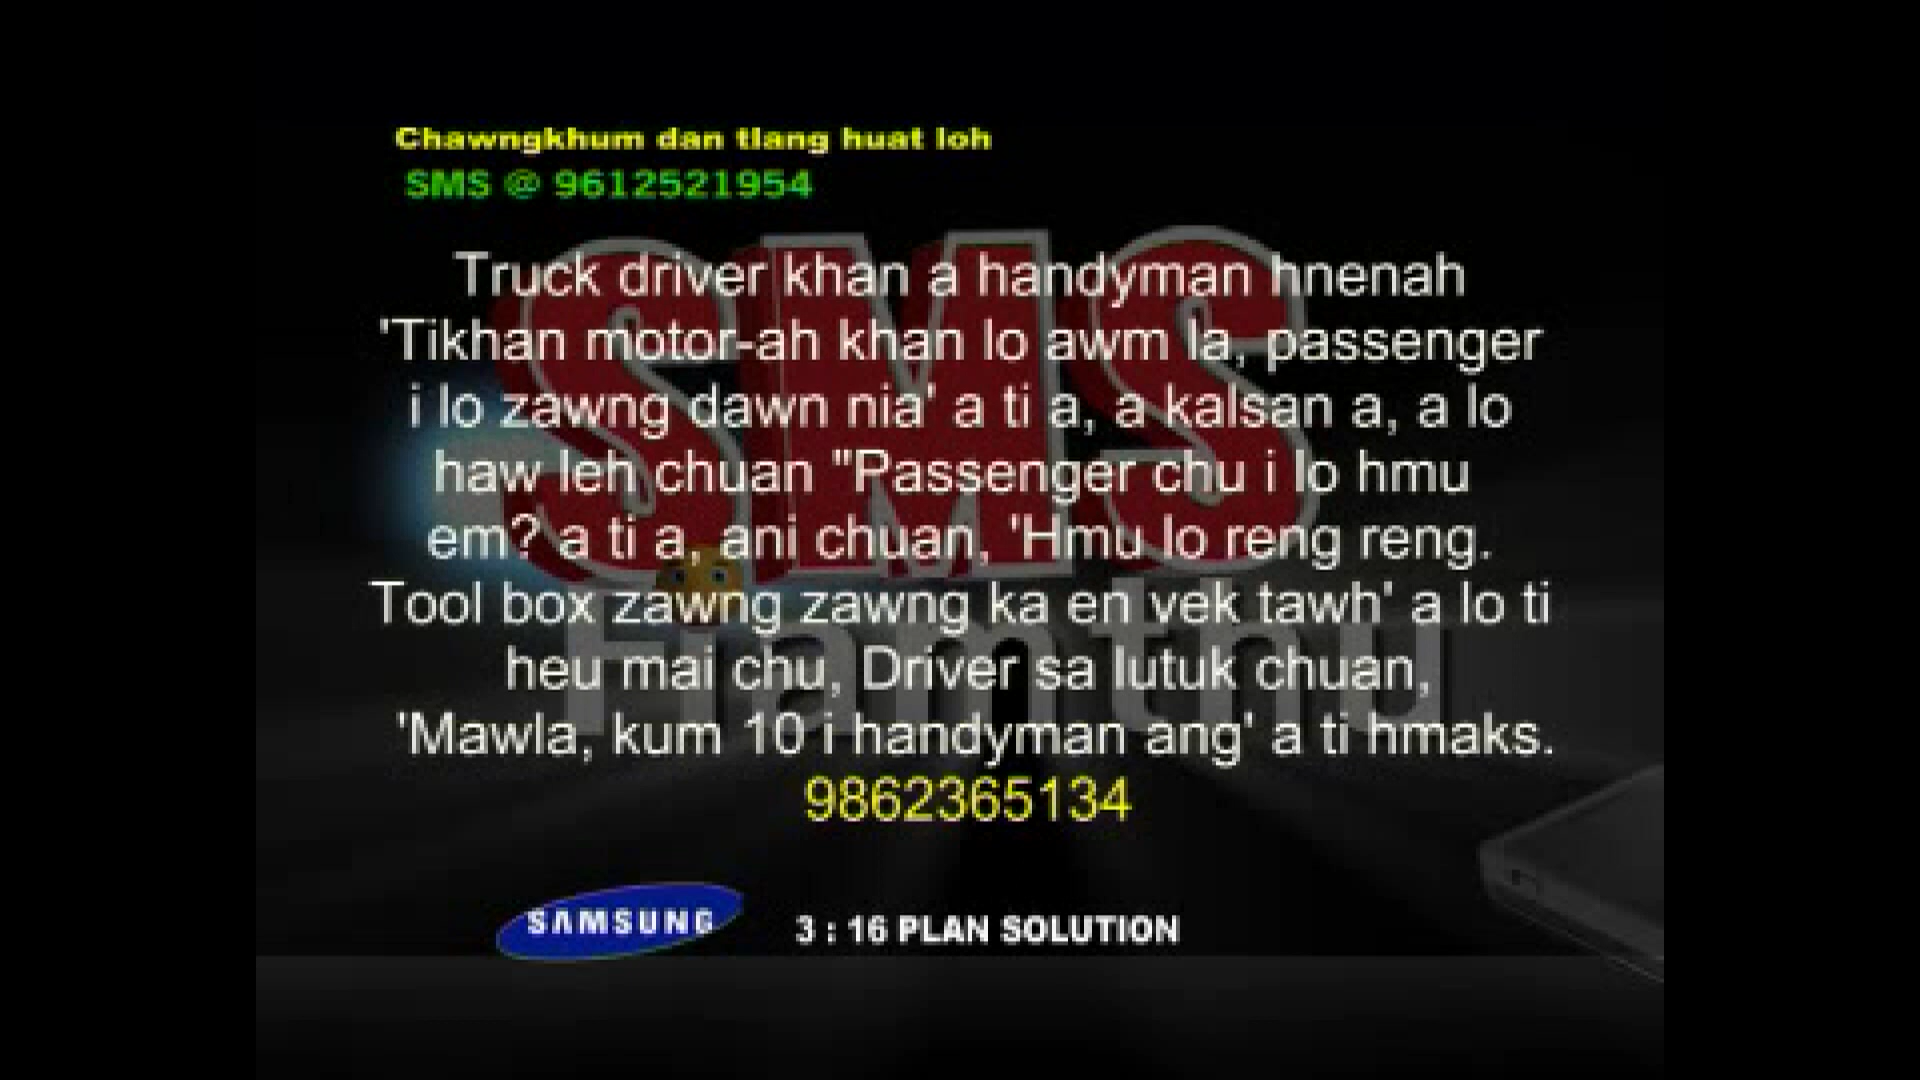 Chawngkhum dan tlang huat loh
SMS @ 9612521954
SMS
Fiamthu
Truck driver khan a handyman hnenah
'Tikhan motor-ah khan lo awm la, passenger
i lo zawng dawn nia' a ti a, a kalsan a, a lo
haw leh chuan "Passenger chu i lo hmu
em? a ti a, ani chuan, 'Hmu lo reng reng.
Tool box zawng zawng ka en vek tawh' a lo ti
heu mai chu, Driver sa lutuk chuan,
'Mawla, kum 10 i handyman ang' a ti hmaks.
9862365134
SAMSUNG
3 : 16 PLAN SOLUTION